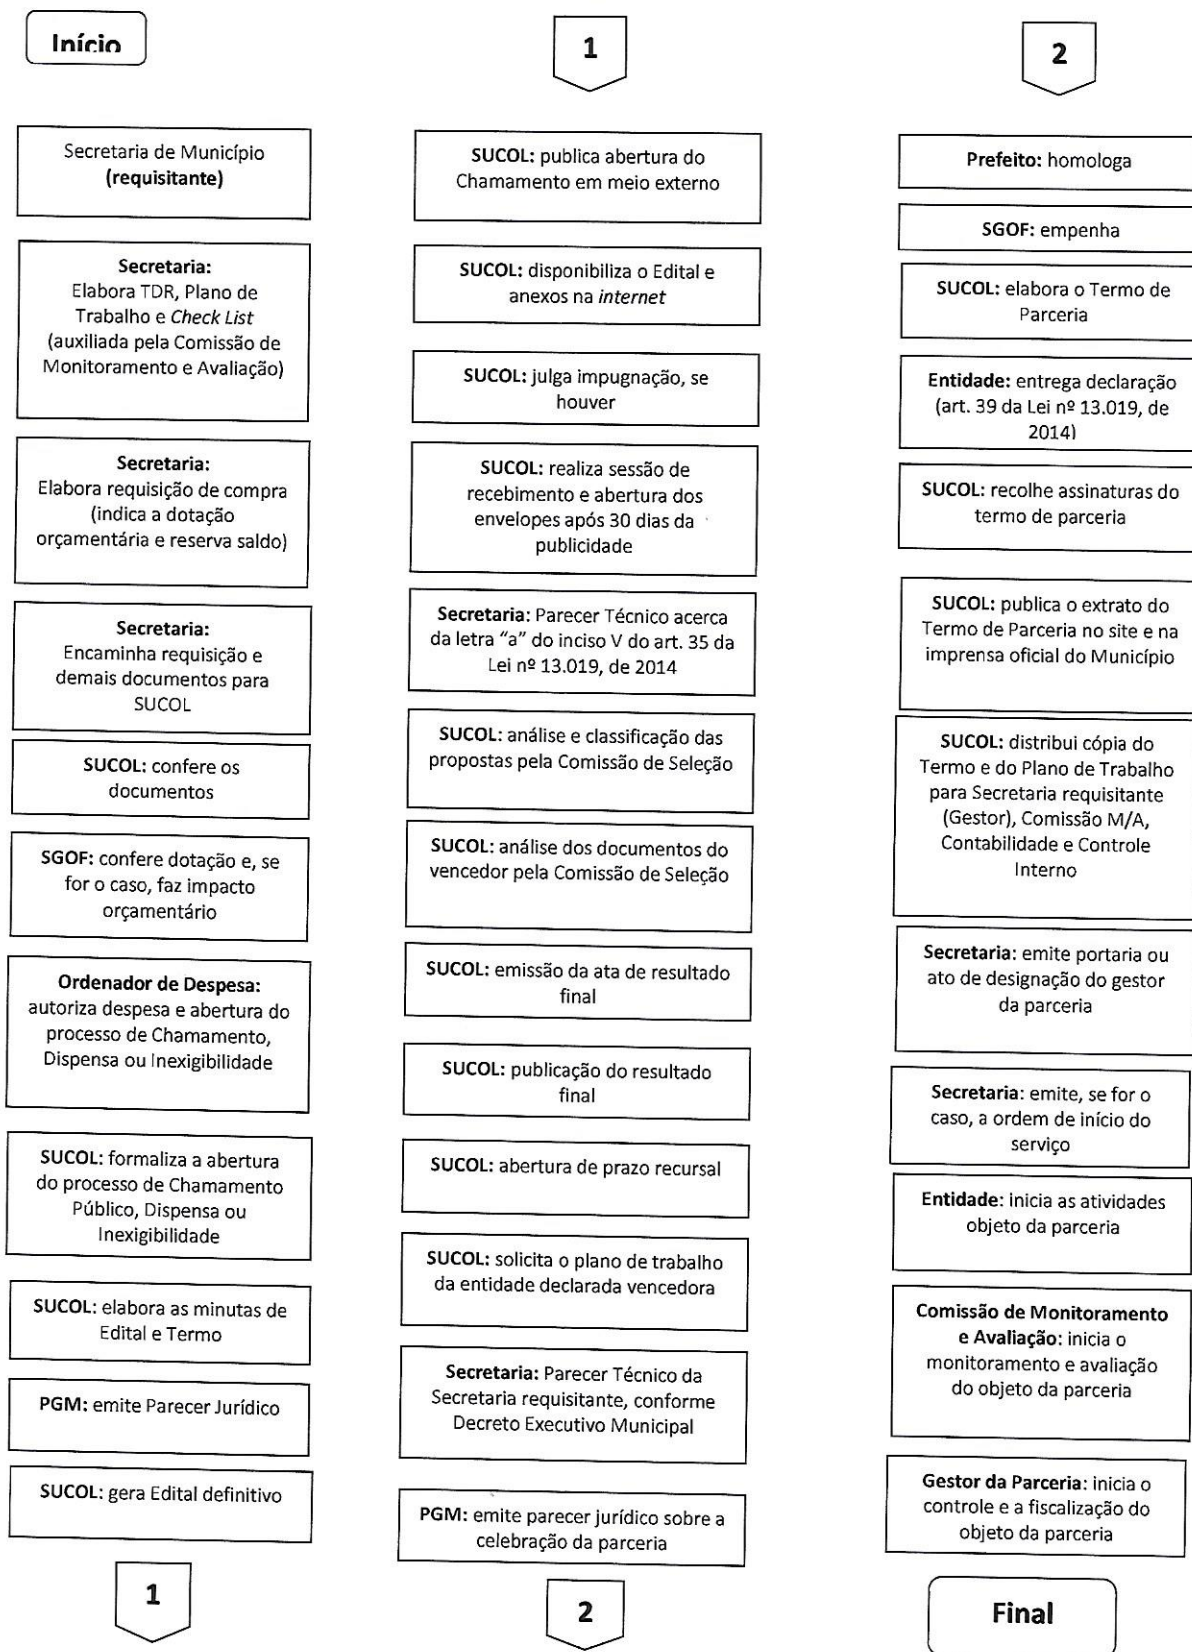 Início
Secretaria de Município
(requisitante)
Secretaria:
Elabora TDR, Plano de
Trabalho e Check List
(auxiliada pela Comissão de
Monitoramento e Avaliação)
Secretaria:
Elabora requisição de compra
(indica a dotação
orçamentária e reserva saldo)
Secretaria:
Encaminha requisição e
demais documentos para
SUCOL
SUCOL: confere os
documentos
SGOF: confere dotação e, se
for o caso, faz impacto
orçamentário
Ordenador de Despesa:
autoriza despesa e abertura do
processo de Chamamento,
Dispensa ou Inexigibilidade
SUCOL: formaliza a abertura
do processo de Chamamento
Público, Dispensa ou
Inexigibilidade
SUCOL: elabora as minutas de
Edital e Termo
PGM: emite Parecer Jurídico
SUCOL: gera Edital definitivo
1
1
SUCOL: publica abertura do
Chamamento em meio externo
SUCOL: disponibiliza o Edital e
anexos na internet
SUCOL: julga impugnação, se
houver
SUCOL: realiza sessão de
recebimento e abertura dos
envelopes após 30 dias da
publicidade
Secretaria: Parecer Técnico acerca
da letra "a" do inciso V do art. 35 da
Lei nº 13.019, de 2014
SUCOL: análise e classificação das
propostas pela Comissão de Seleção
SUCOL: análise dos documentos do
vencedor pela Comissão de Seleção
SUCOL: emissão da ata de resultado
final
SUCOL: publicação do resultado
final
SUCOL: abertura de prazo recursal
SUCOL: solicita o plano de trabalho
da entidade declarada vencedora
Secretaria: Parecer Técnico da
Secretaria requisitante, conforme
Decreto Executivo Municipal
PGM: emite parecer jurídico sobre a
celebração da parceria
2
2
Prefeito: homologa
SGOF: empenha
SUCOL: elabora o Termo de
Parceria
Entidade: entrega declaração
(art. 39 da Lei nº 13.019, de
2014)
SUCOL: recolhe assinaturas do
termo de parceria
SUCOL: publica o extrato do
Termo de Parceria no site e na
imprensa oficial do Município
SUCOL: distribui cópia do
Termo e do Plano de Trabalho
para Secretaria requisitante
(Gestor), Comissão M/A,
Contabilidade e Controle
Interno
Secretaria: emite portaria ou
ato de designação do gestor
da parceria
Secretaria: emite, se for o
caso, a ordem de início do
serviço
Entidade: inicia as atividades
objeto da parceria
Comissão de Monitoramento
e Avaliação: inicia o
monitoramento e avaliação
do objeto da parceria
Gestor da Parceria: inicia o
controle e a fiscalização do
objeto da parceria
Final